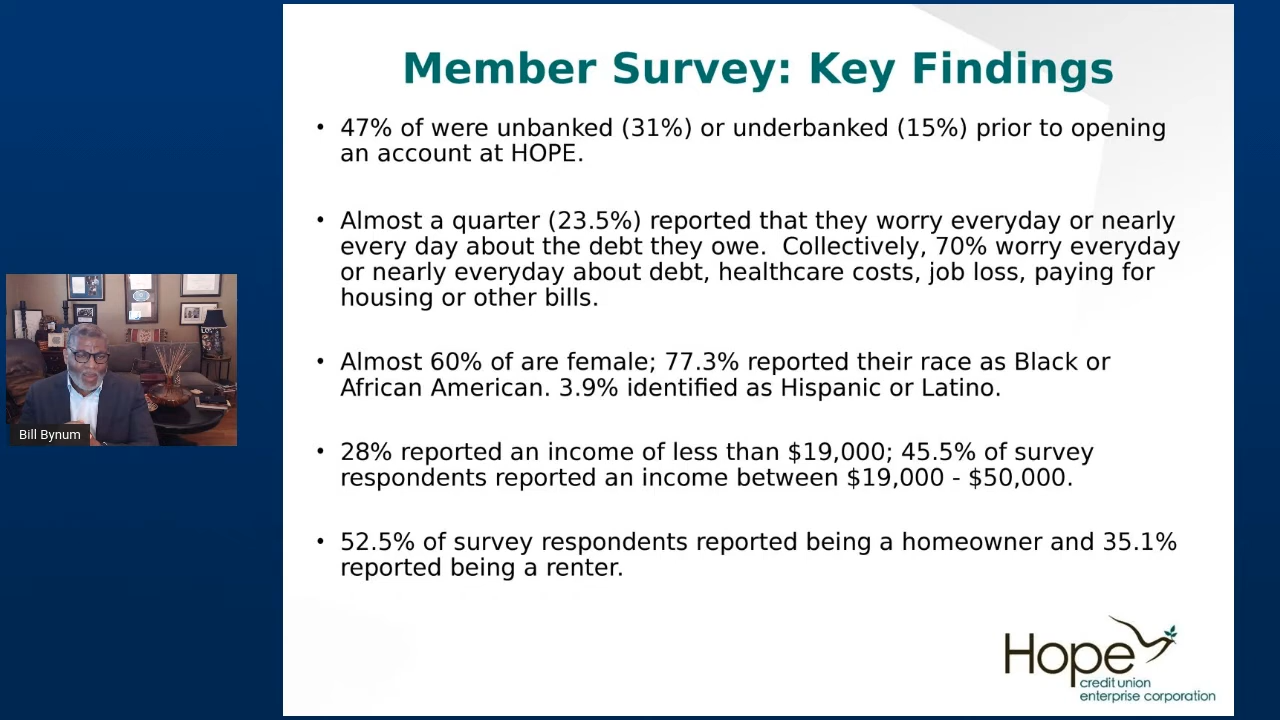 Member Survey: Key Findings
• 47% of were unbanked (31%) or underbanked (15%) prior to opening
an account at HOPE.
• Almost a quarter (23.5%) reported that they worry everyday or nearly
every day about the debt they owe.  Collectively, 70% worry everyday
or nearly everyday about debt, healthcare costs, job loss, paying for
housing or other bills.
• Almost 60% of are female; 77.3% reported their race as Black or
African American. 3.9% identified as Hispanic or Latino.
• 28% reported an income of less than $19,000; 45.5% of survey
respondents reported an income between $19,000 - $50,000.
• 52.5% of survey respondents reported being a homeowner and 35.1%
reported being a renter.
Bill Bynum
Hope
credit union
enterprise corporation